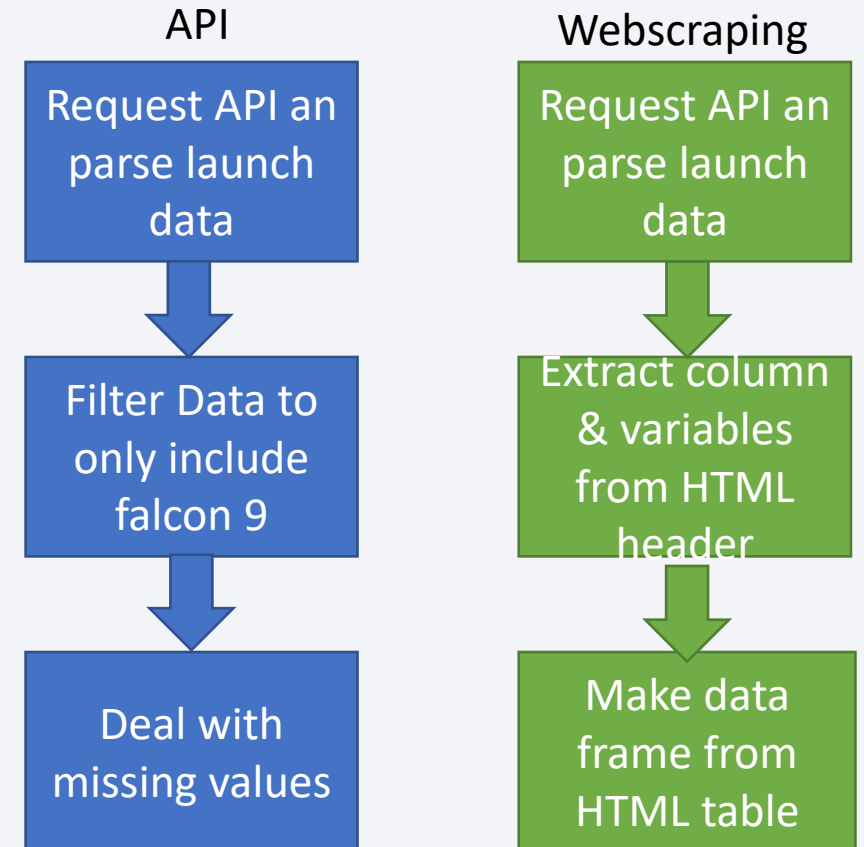 API
Request API an
parse launch
data
Filter Data to
only include
falcon 9
Deal with
missing values
Webscraping
Request API an
parse launch
data
Extract column
& variables
from HTML
header
Make data
frame from
HTML table